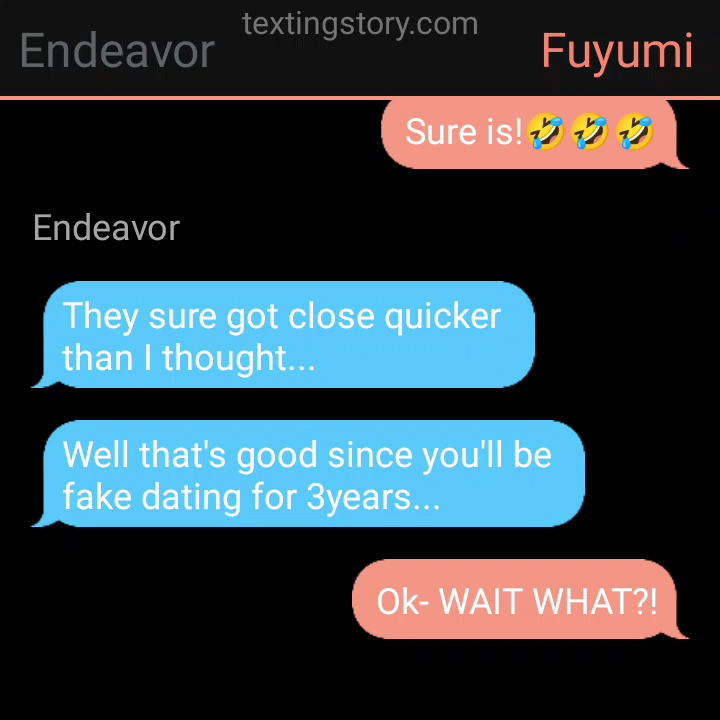 textingstory.com
Endeavor
Fuyumi
Sure is!🤣🤣🤣
Endeavor
They sure got close quicker
than I thought...
Well that's good since you'll be
fake dating for 3years...
Ok- WAIT WHAT?!